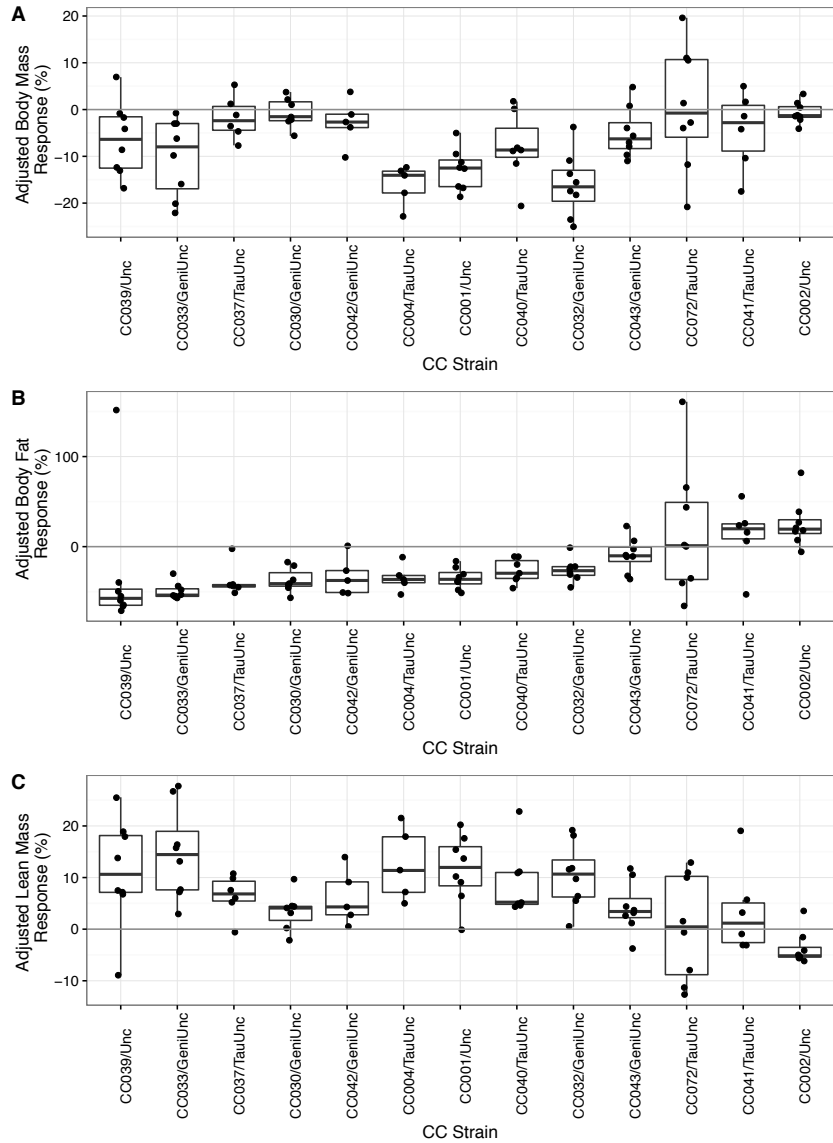 A
Adjusted Body Mass
Response (%)
20
10
0
−10
−20
CC039/Unc
CC033/GeniUnc
CC037/TauUnc
CC030/GeniUnc
CC042/GeniUnc
CC004/TauUnc
CC001/Unc
CC040/TauUnc
CC032/GeniUnc
CC043/GeniUnc
CC072/TauUnc
CC041/TauUnc
CC002/Unc
CC Strain
B
Adjusted Body Fat
Response (%)
100
0
CC039/Unc
CC033/GeniUnc
CC037/TauUnc
CC030/GeniUnc
CC042/GeniUnc
CC004/TauUnc
CC001/Unc
CC040/TauUnc
CC032/GeniUnc
CC043/GeniUnc
CC072/TauUnc
CC041/TauUnc
CC002/Unc
CC Strain
C
Adjusted Lean Mass
Response (%)
20
10
0
−10
CC039/Unc
CC033/GeniUnc
CC037/TauUnc
CC030/GeniUnc
CC042/GeniUnc
CC004/TauUnc
CC001/Unc
CC040/TauUnc
CC032/GeniUnc
CC043/GeniUnc
CC072/TauUnc
CC041/TauUnc
CC002/Unc
CC Strain